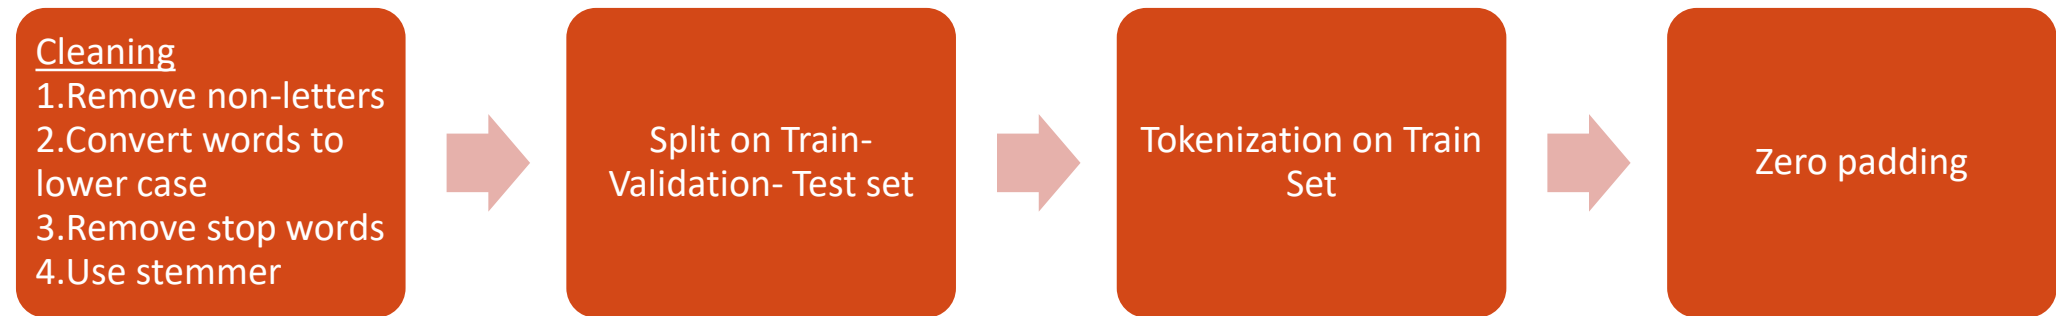 Cleaning
1.Remove non-letters
2.Convert words to
lower case
3.Remove stop words
4.Use stemmer
Split on Train-
Validation- Test set
Tokenization on Train
Set
Zero padding